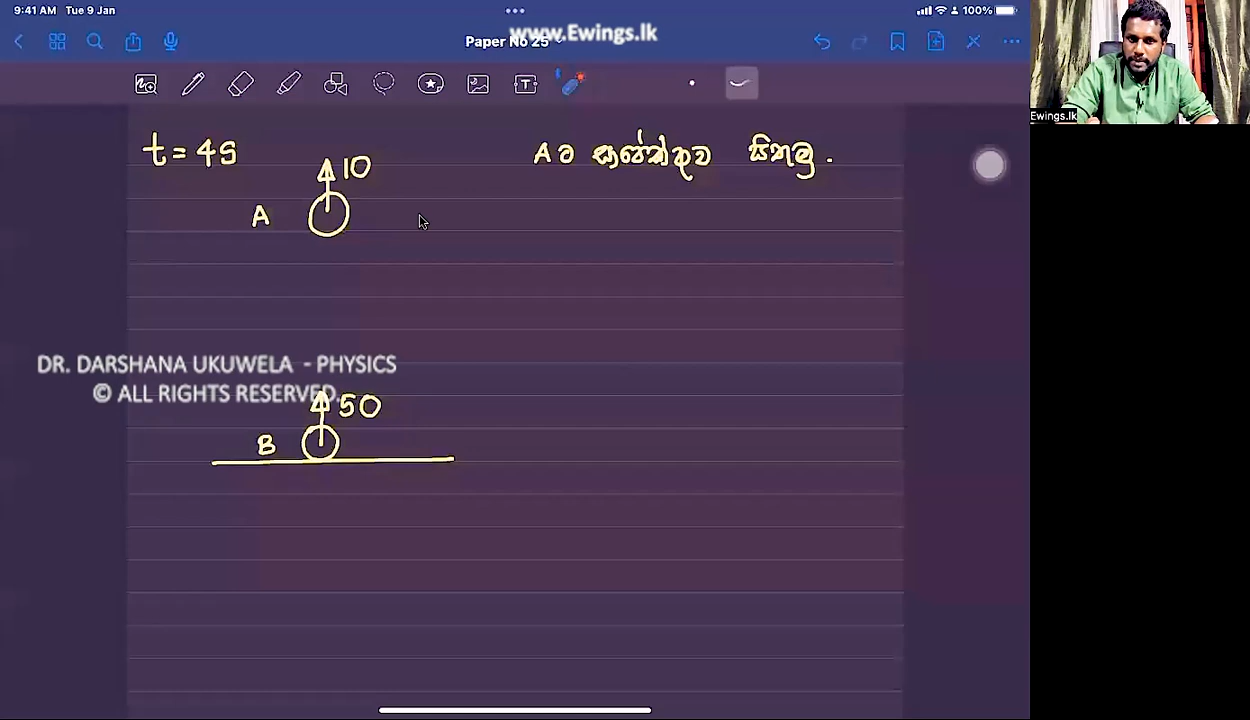 9:41 AM Tue 9 Jan
100%
www.Ewings.lk
Paper No 25
Ewings.lk
t = 4s
A ට සාපේක්ෂව සිතමු.
10
A
DR. DARSHANA UKUWELA - PHYSICS
© ALL RIGHTS RESERVED.
50
B